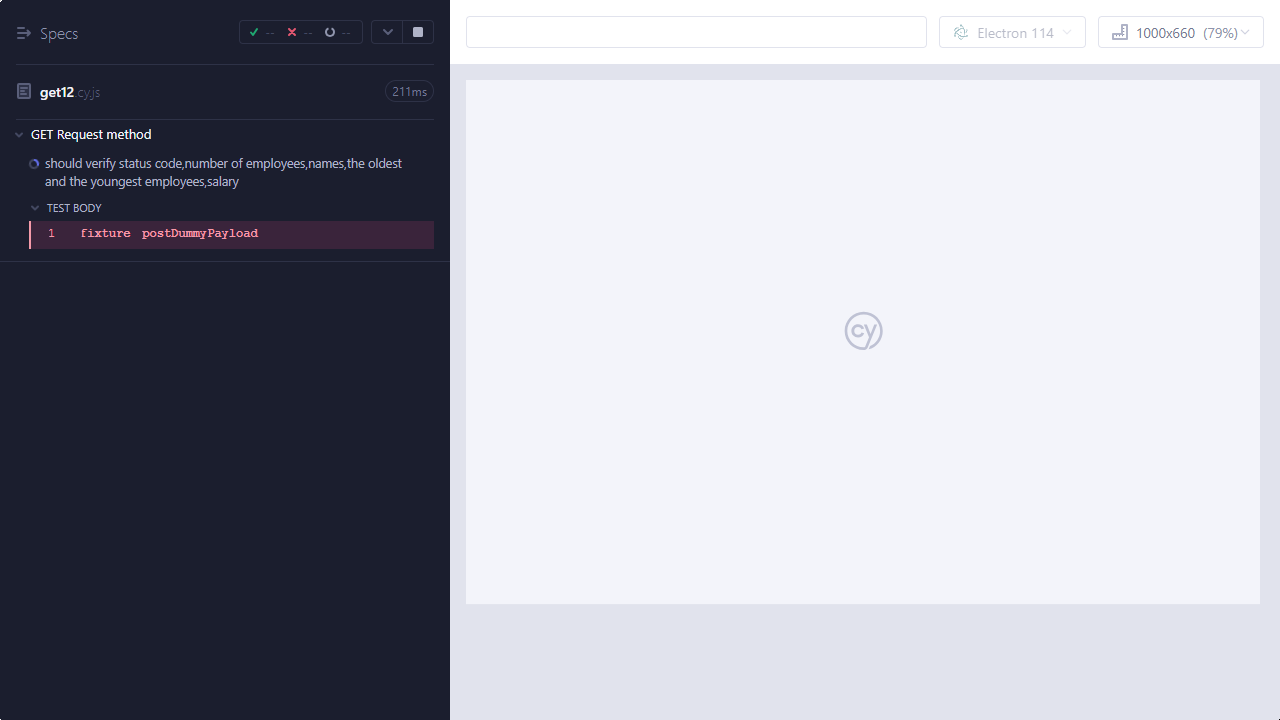 Specs
-- -- --
get12.cy.js
211ms
GET Request method
should verify status code,number of employees,names,the oldest
and the youngest employees,salary
TEST BODY
1 fixture postDummyPayload
Electron 114
1000x660 (79%)
cy